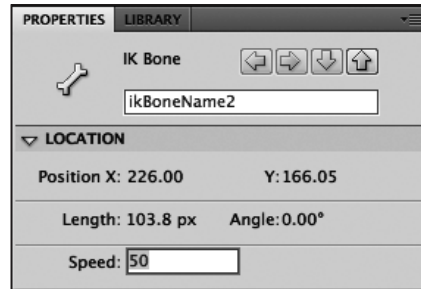 PROPERTIES LIBRARY
IK Bone
ikBoneName2
LOCATION
Position X: 226.00 Y: 166.05
Length: 103.8 px Angle: 0.00°
Speed: 50